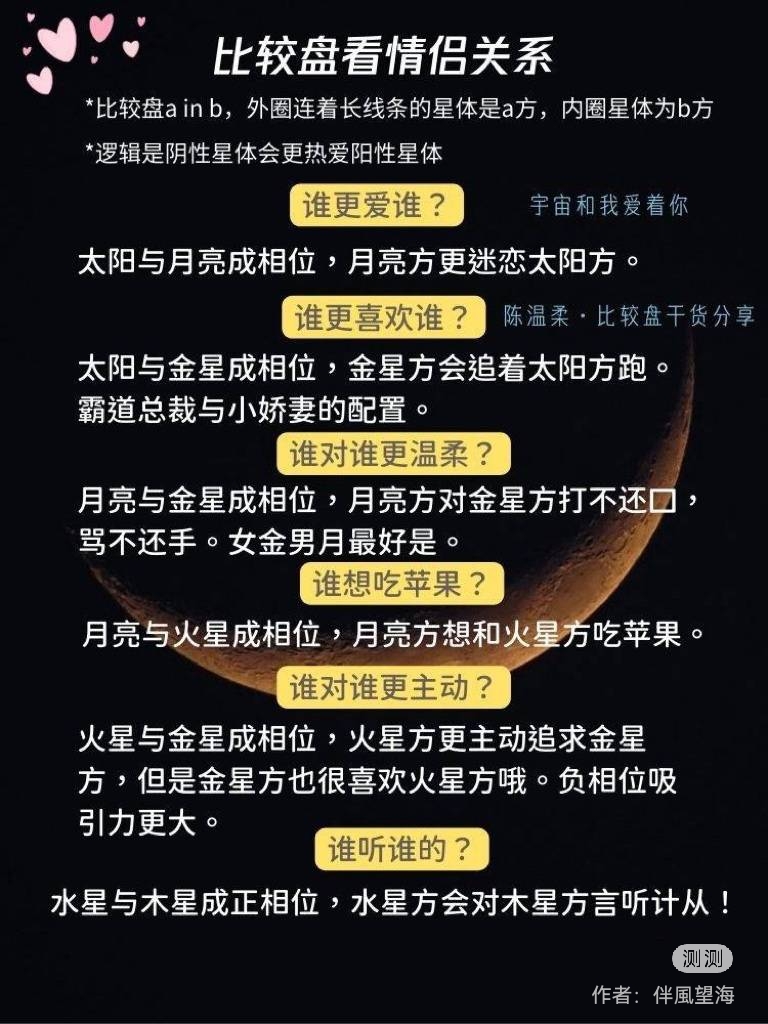 比较盘看情侣关系
*比较盘a in b，外圈连着长线条的星体是a方，内圈星体为b方
*逻辑是阴性星体会更热爱阳性星体
谁更爱谁？
宇宙和我爱着你
太阳与月亮成相位，月亮方更迷恋太阳方。
谁更喜欢谁？
陈温柔·比较盘干货分享
太阳与金星成相位，金星方会追着太阳方跑。
霸道总裁与小娇妻的配置。
谁对谁更温柔？
月亮与金星成相位，月亮方对金星方打不还口，
骂不还手。女金男月最好是。
谁想吃苹果？
月亮与火星成相位，月亮方想和火星方吃苹果。
谁对谁更主动？
火星与金星成相位，火星方更主动追求金星
方，但是金星方也很喜欢火星方哦。负相位吸
引力更大。
谁听谁的？
水星与木星成正相位，水星方会对木星方言听计从！
测测
作者：伴風望海